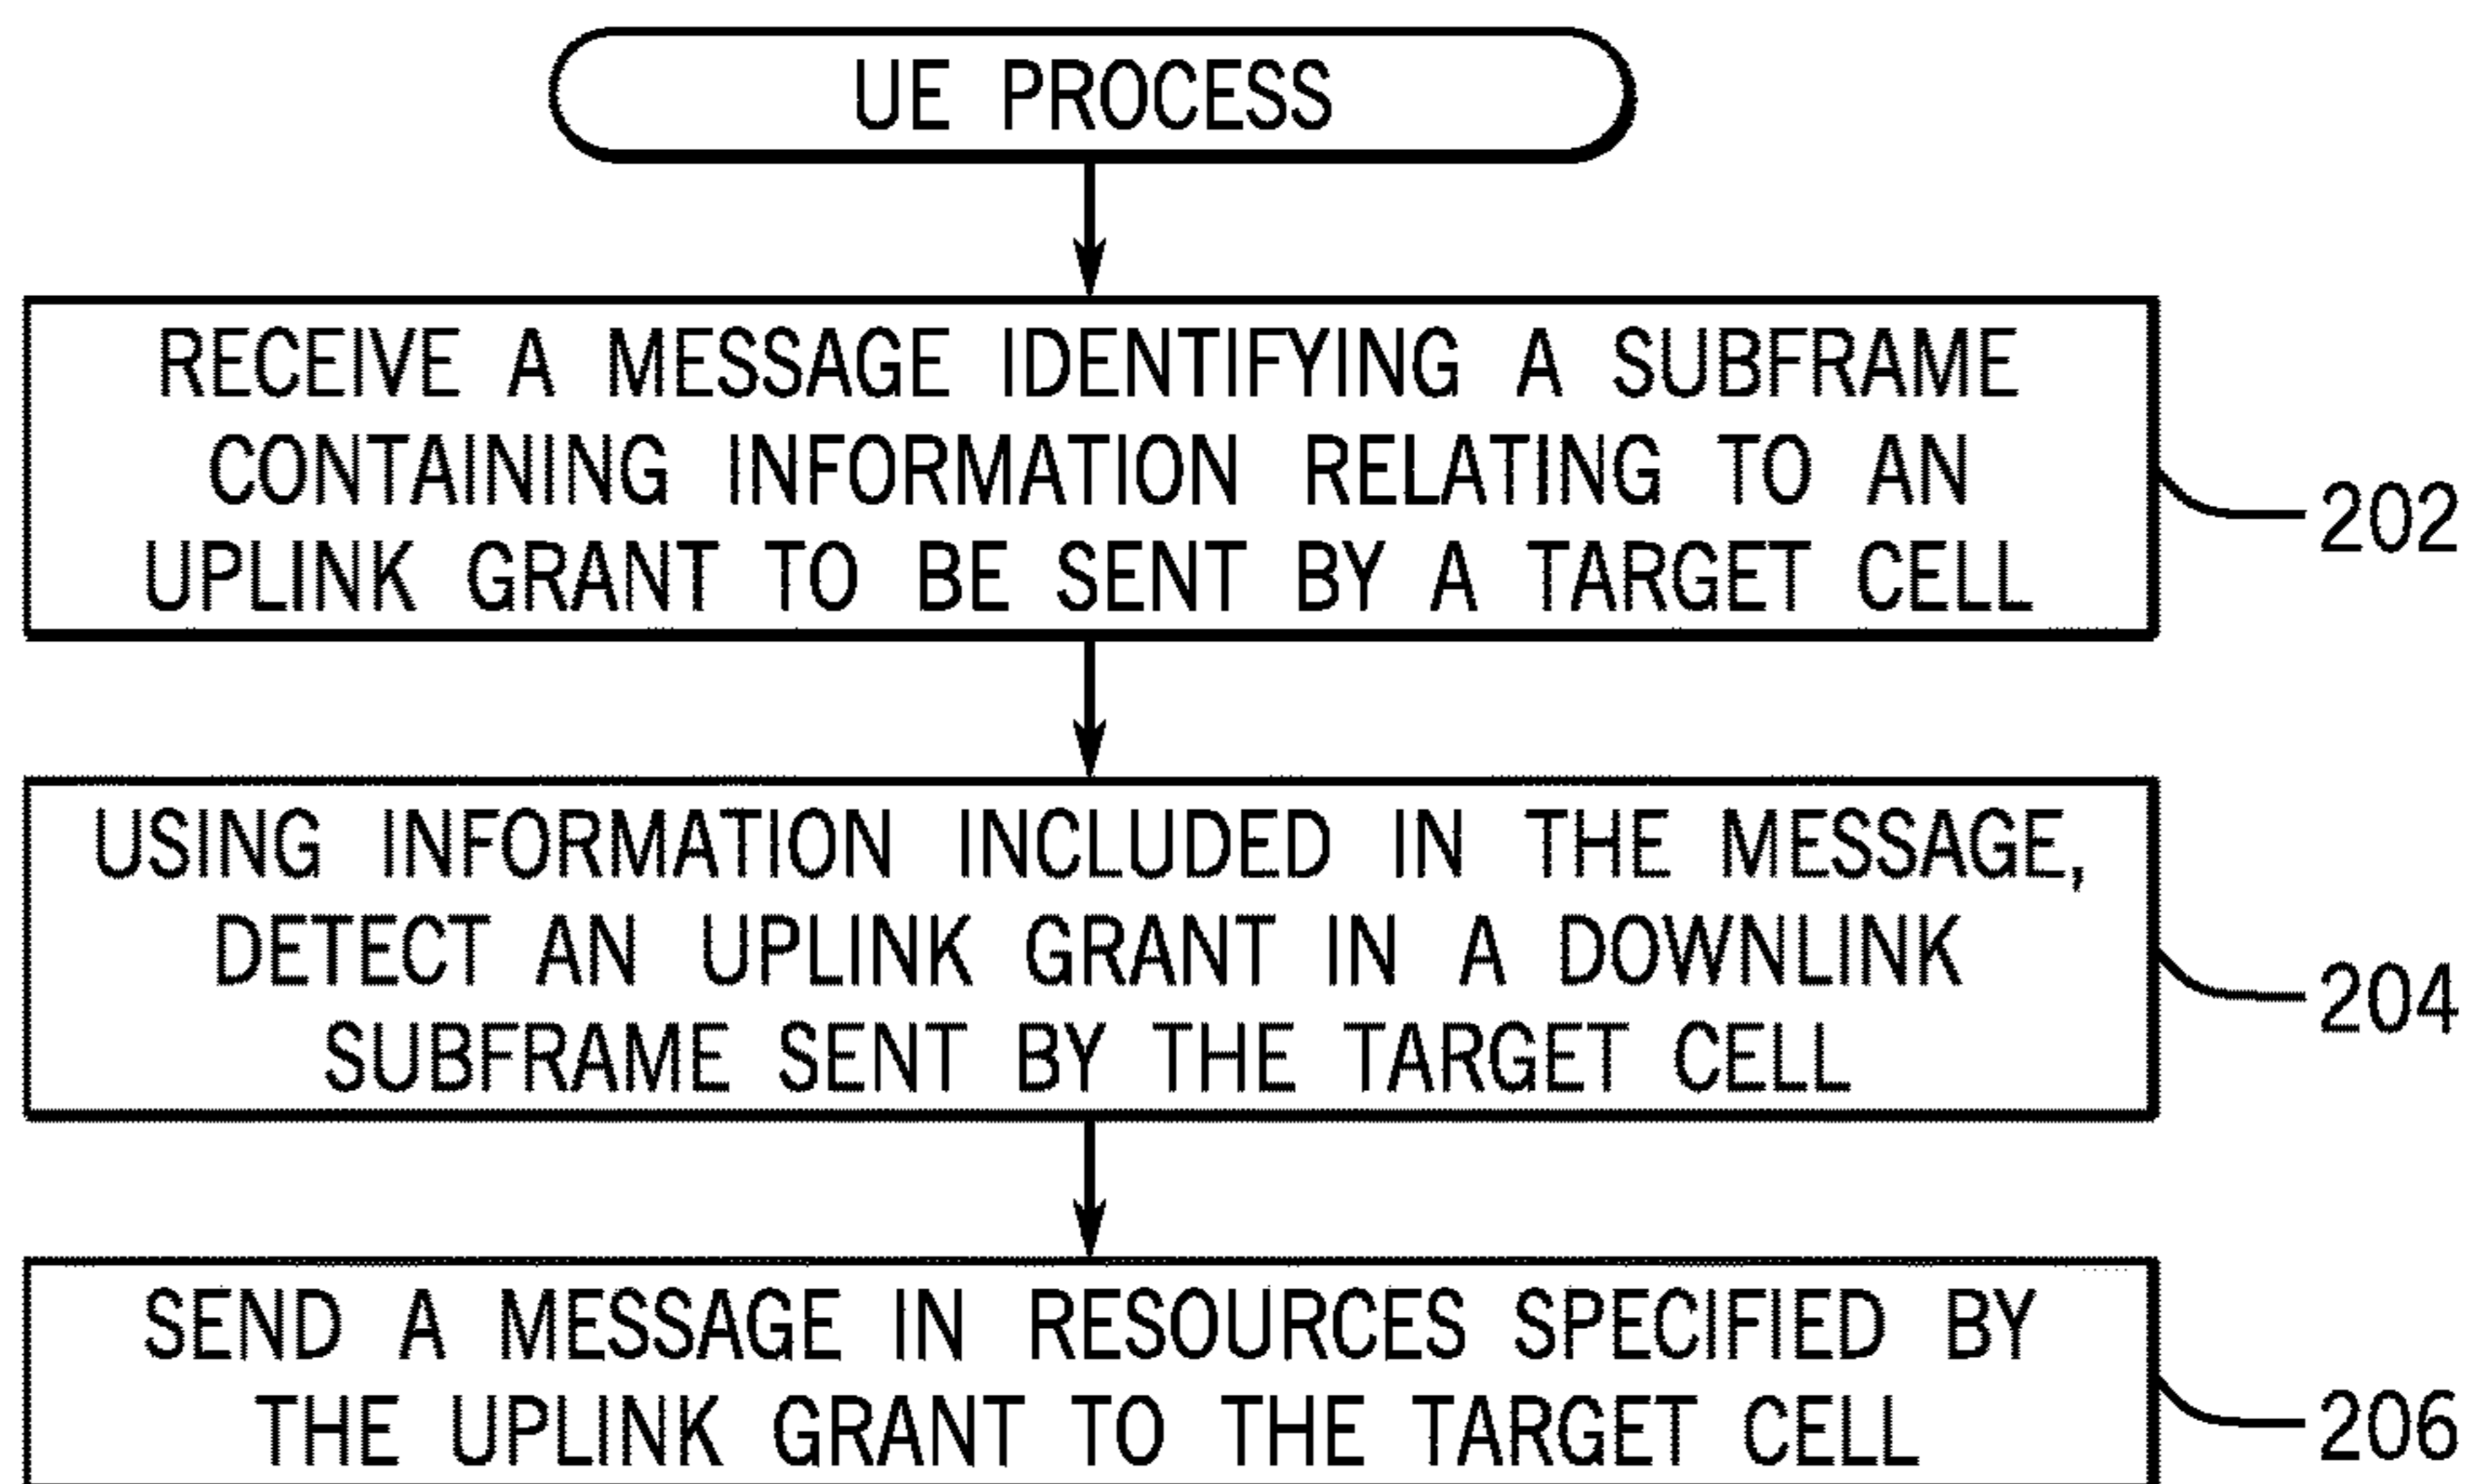 UE PROCESS
RECEIVE A MESSAGE IDENTIFYING A SUBFRAME
CONTAINING INFORMATION RELATING TO AN
UPLINK GRANT TO BE SENT BY A TARGET CELL
202
USING INFORMATION INCLUDED IN THE MESSAGE,
DETECT AN UPLINK GRANT IN A DOWNLINK
SUBFRAME SENT BY THE TARGET CELL
204
SEND A MESSAGE IN RESOURCES SPECIFIED BY
THE UPLINK GRANT TO THE TARGET CELL
206